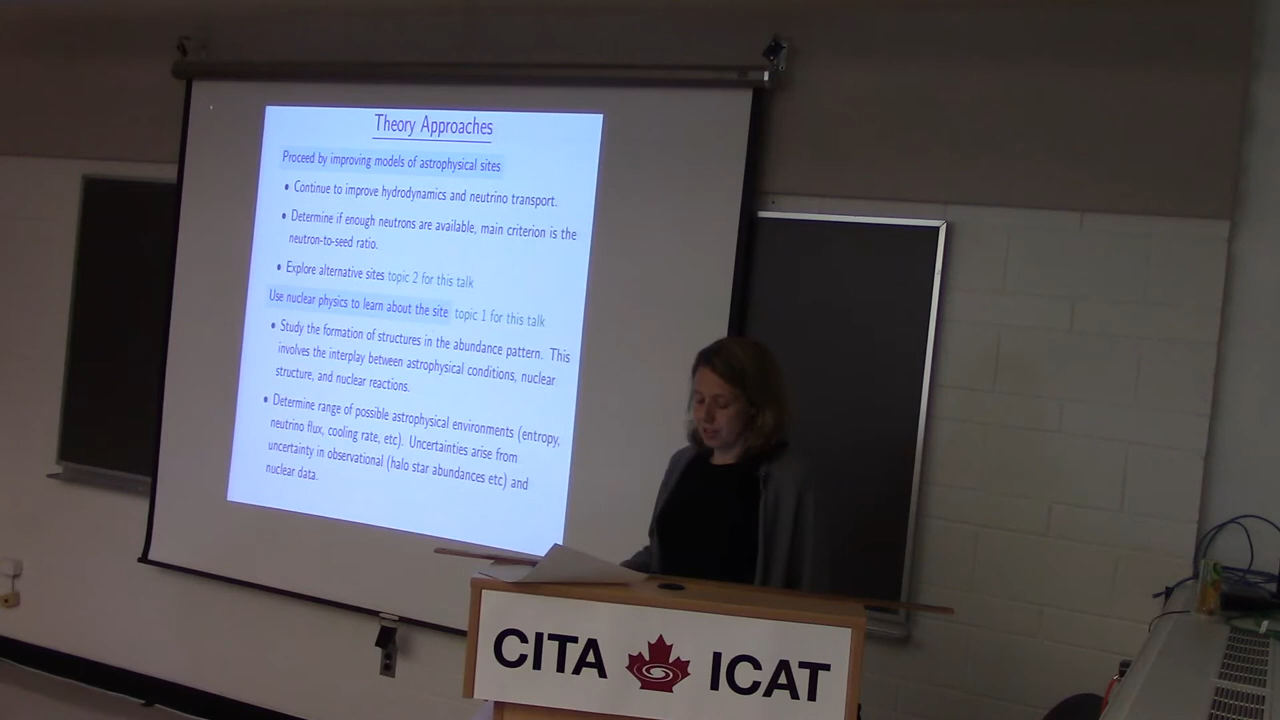 Theory Approaches
Proceed by improving models of astrophysical sites
• Continue to improve hydrodynamics and neutrino transport.
• Determine if enough neutrons are available, main criterion is the
neutron-to-seed ratio.
• Explore alternative sites topic 2 for this talk
Use nuclear physics to learn about the site topic 1 for this talk
• Study the formation of structures in the abundance pattern. This
involves the interplay between astrophysical conditions, nuclear
structure, and nuclear reactions.
• Determine range of possible astrophysical environments (entropy,
neutrino flux, cooling rate, etc). Uncertainties arise from
uncertainty in observational (halo star abundances etc) and
nuclear data.
CITA ICAT